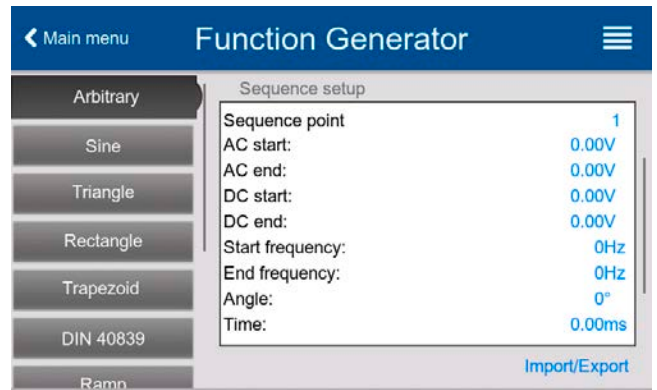 Main menu
Function Generator
Arbitrary
Sine
Triangle
Rectangle
Trapezoid
DIN 40839
Ramp
Sequence setup
Sequence point 1
AC start: 0.00V
AC end: 0.00V
DC start: 0.00V
DC end: 0.00V
Start frequency: 0Hz
End frequency: 0Hz
Angle: 0°
Time: 0.00ms
Import/Export